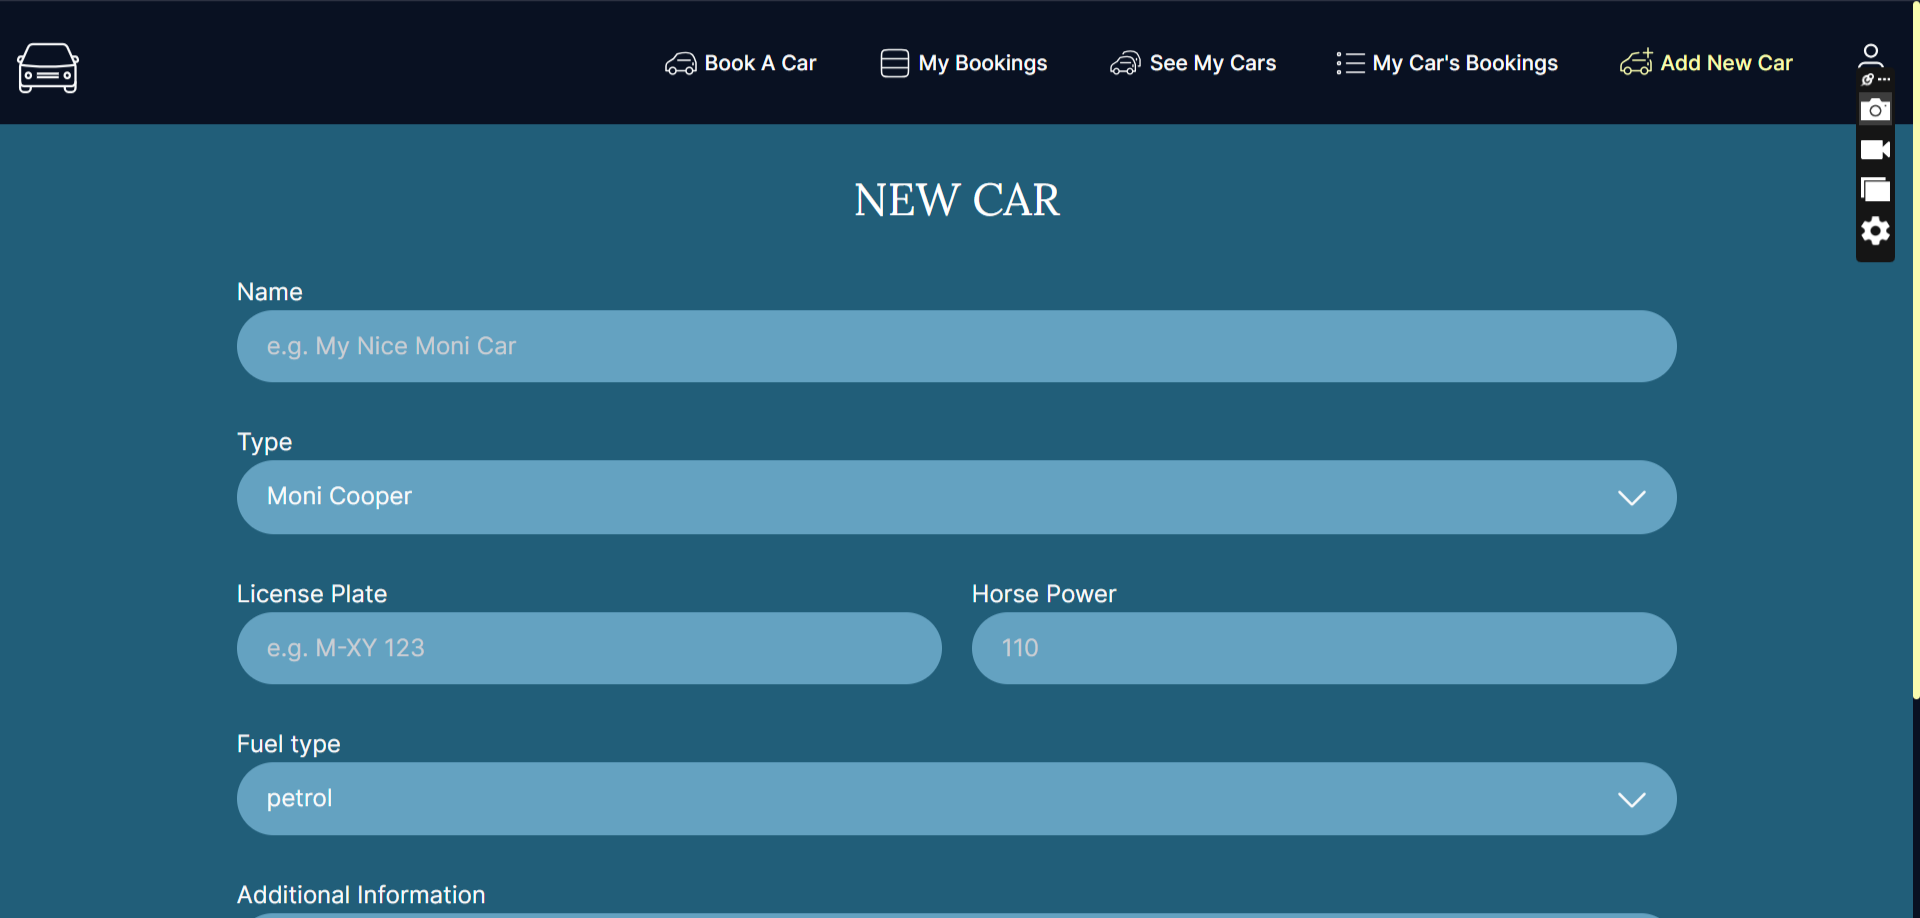 Book A Car
My Bookings
See My Cars
My Car's Bookings
Add New Car
NEW CAR
Name
e.g. My Nice Moni Car
Type
Moni Cooper
License Plate
Horse Power
e.g. M-XY 123
110
Fuel type
petrol
Additional Information